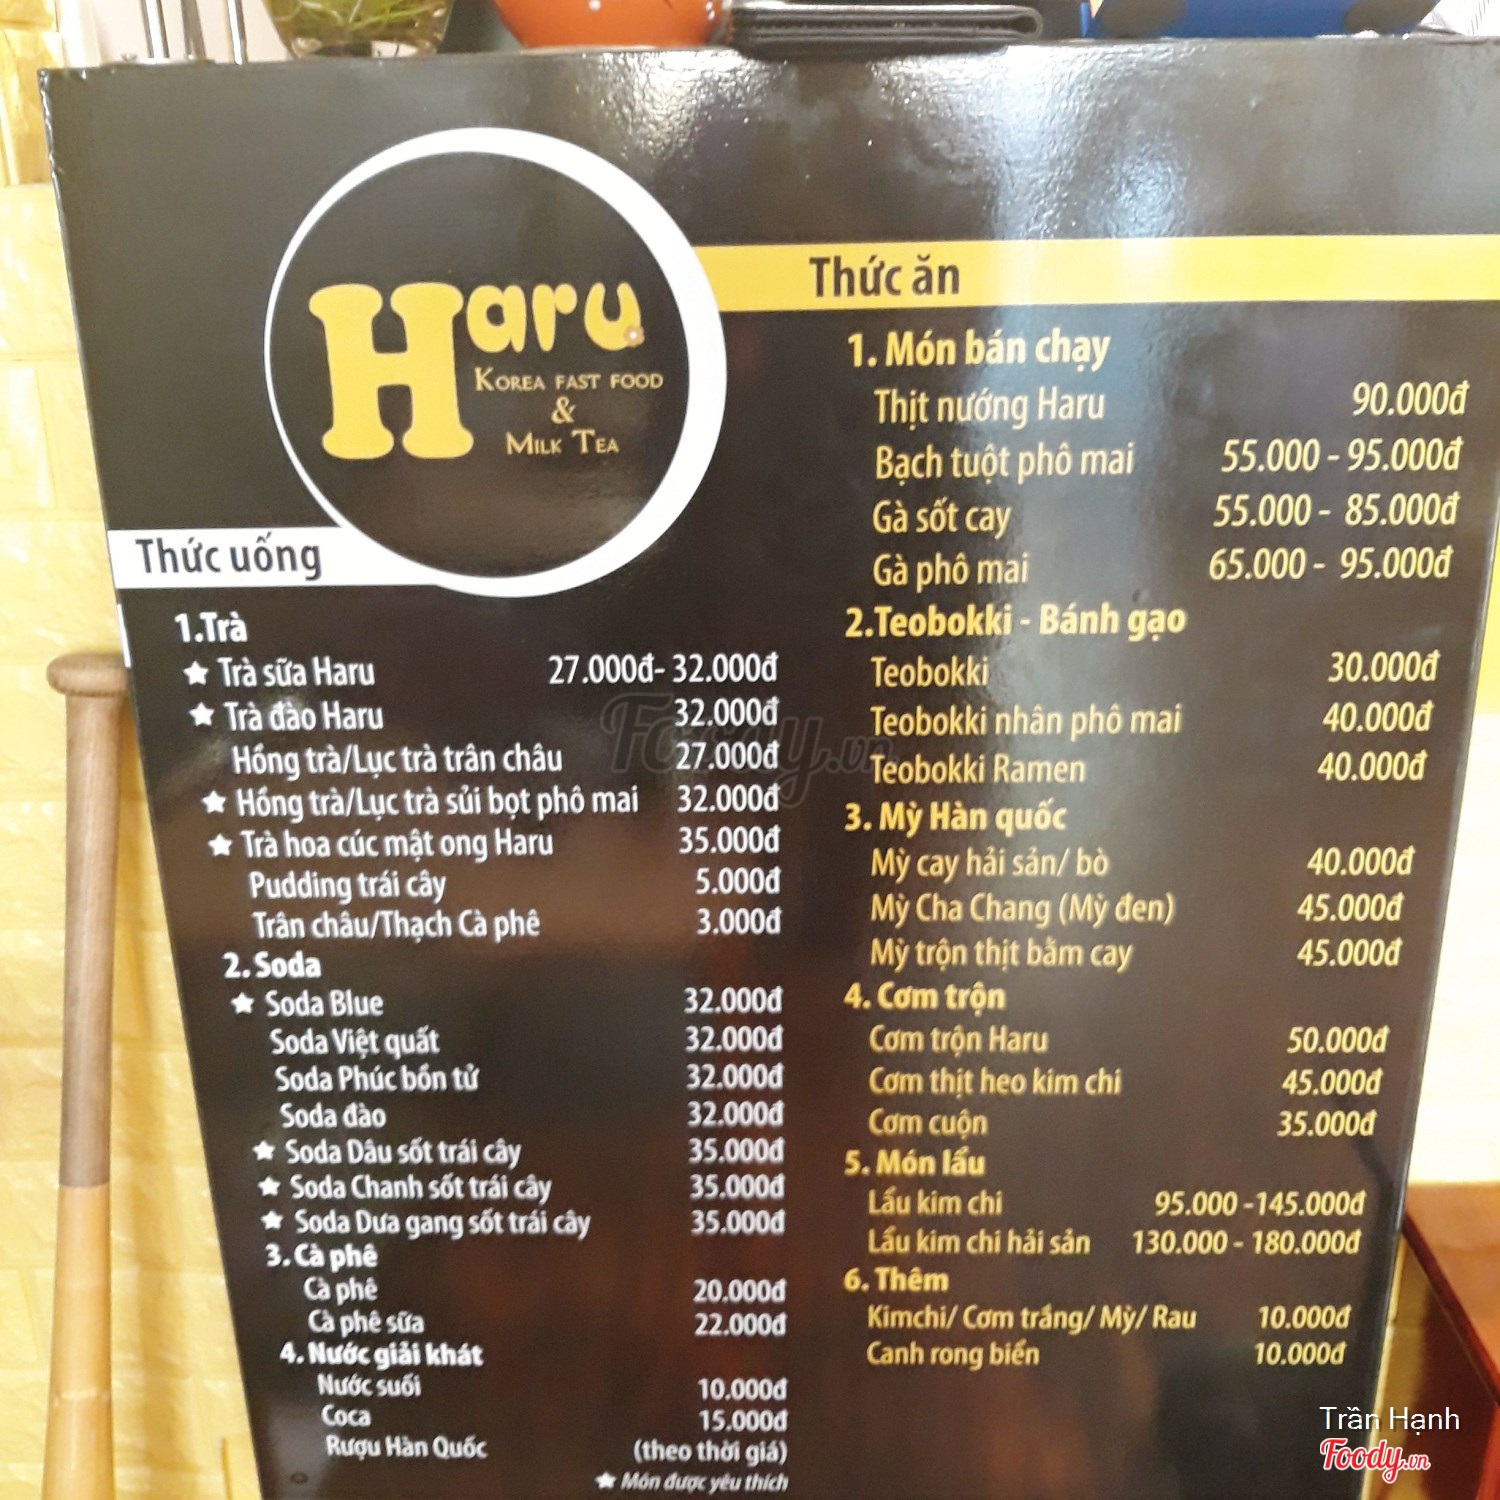 Haru
KOREA FAST FOOD
&
MILK TEA
Thức uống
1.Trà
★ Trà sữa Haru 27.000đ- 32.000đ
★ Trà đào Haru 32.000đ
Hồng trà/Lục trà trân châu 27.000đ
★ Hồng trà/Lục trà sủi bọt phô mai 32.000đ
★ Trà hoa cúc mật ong Haru 35.000đ
Pudding trái cây 5.000đ
Trân châu/Thạch Cà phê 3.000đ
2. Soda
★ Soda Blue 32.000đ
Soda Việt quất 32.000đ
Soda Phúc bồn tử 32.000đ
Soda đào 32.000đ
★ Soda Dâu sốt trái cây 35.000đ
★ Soda Chanh sốt trái cây 35.000đ
★ Soda Dưa gang sốt trái cây 35.000đ
3. Cà phê
Cà phê 20.000đ
Cà phê sữa 22.000đ
4. Nước giải khát
Nước suối 10.000đ
Coca 15.000đ
Rượu Hàn Quốc (theo thời giá)
★ Món được yêu thích
Thức ăn
1. Món bán chạy
Thịt nướng Haru 90.000đ
Bạch tuột phô mai 55.000 - 95.000đ
Gà sốt cay 55.000 - 85.000đ
Gà phô mai 65.000 - 95.000đ
2.Teobokki - Bánh gạo
Teobokki 30.000đ
Teobokki nhân phô mai 40.000đ
Teobokki Ramen 40.000đ
3. Mỳ Hàn quốc
Mỳ cay hải sản/ bò 40.000đ
Mỳ Cha Chang (Mỳ đen) 45.000đ
Mỳ trộn thịt bằm cay 45.000đ
4. Cơm trộn
Cơm trộn Haru 50.000đ
Cơm thịt heo kim chi 45.000đ
Cơm cuộn 35.000đ
5. Món lẩu
Lẩu kim chi 95.000 -145.000đ
Lẩu kim chi hải sản 130.000 - 180.000đ
6. Thêm
Kimchi/ Cơm trắng/ Mỳ/ Rau 10.000đ
Canh rong biển 10.000đ
Foody.vn
Trần Hạnh
Foody.vn